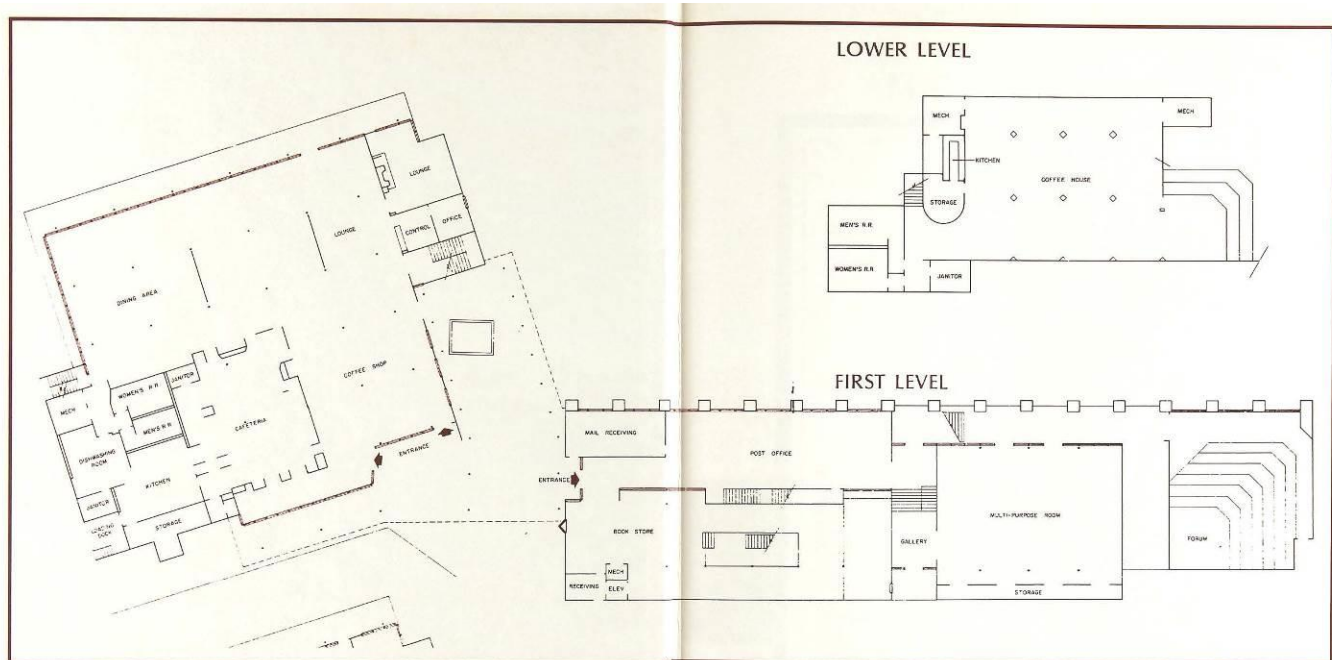 LOWER LEVEL
MECH
MECH
KITCHEN
COFFEE HOUSE
STORAGE
MEN'S R.R.
WOMEN'S R.R.
JANITOR
LOUNGE
LOUNGE
CONTROL
OFFICE
DINING AREA
COFFEE SHOP
JANITOR
WOMEN'S R.R.
MECH
MEN'S R.R.
CAFETERIA
DISHWASHING
ROOM
KITCHEN
ENTRANCE
JANITOR
LOADING
DOCK
STORAGE
FIRST LEVEL
MAIL RECEIVING
POST OFFICE
ENTRANCE
BOOK STORE
GALLERY
MULTI-PURPOSE ROOM
FORUM
MECH
RECEIVING
ELEV
STORAGE